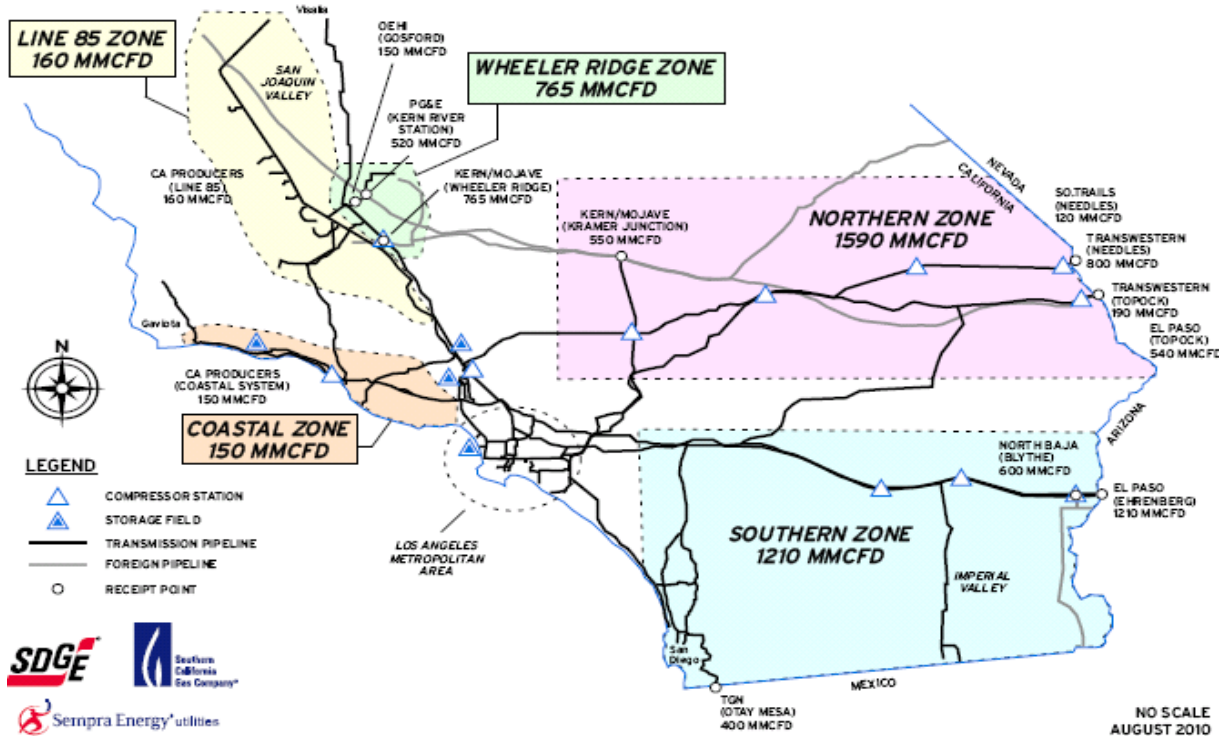 Visalia
LINE 85 ZONE
160 MMCFD
OEHI
(GOSFORD)
150 MMCFD
SAN
JOAQUIN
VALLEY
WHEELER RIDGE ZONE
765 MMCFD
PG&E
(KERN RIVER
STATION)
520 MMCFD
CA PRODUCERS
(LINE 85)
160 MMCFD
KERN/MOJAVE
(WHEELER RIDGE)
765 MMCFD
NEVADA
CALIFORNIA
KERN/MOJAVE
(KRAMER JUNCTION)
550 MMCFD
NORTHERN ZONE
1590 MMCFD
SO.TRAILS
(NEEDLES)
120 MMCFD
TRANSWESTERN
(NEEDLES)
800 MMCFD
TRANSWESTERN
(TOPOCK)
190 MMCFD
EL PASO
(TOPOCK)
540 MMCFD
Gaviota
N
CA PRODUCERS
(COASTAL SYSTEM)
150 MMCFD
COASTAL ZONE
150 MMCFD
ARIZONA
NORTH BAJA
(BLYTHE)
600 MMCFD
EL PASO
(EHRENBERG)
1210 MMCFD
LEGEND
COMPRESSOR STATION
STORAGE FIELD
TRANSMISSION PIPELINE
FOREIGN PIPELINE
RECEIPT POINT
LOS ANGELES
METROPOLITAN
AREA
SOUTHERN ZONE
1210 MMCFD
IMPERIAL
VALLEY
San
Diego
MEXICO
TGN
(OTAY MESA)
400 MMCFD
SDGE
Southern
California
Gas Company®
Sempra Energy® utilities
NO SCALE
AUGUST 2010